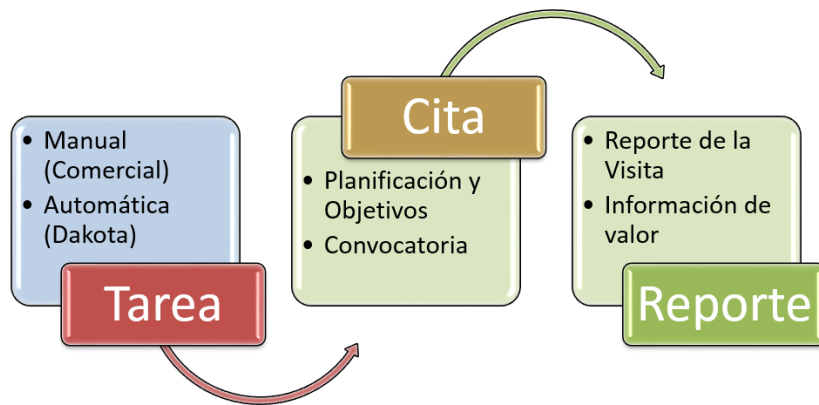 • Manual
(Comercial)
• Automática
(Dakota)
Tarea
Cita
• Planificación y
Objetivos
• Convocatoria
• Reporte de la
Visita
• Información de
valor
Reporte